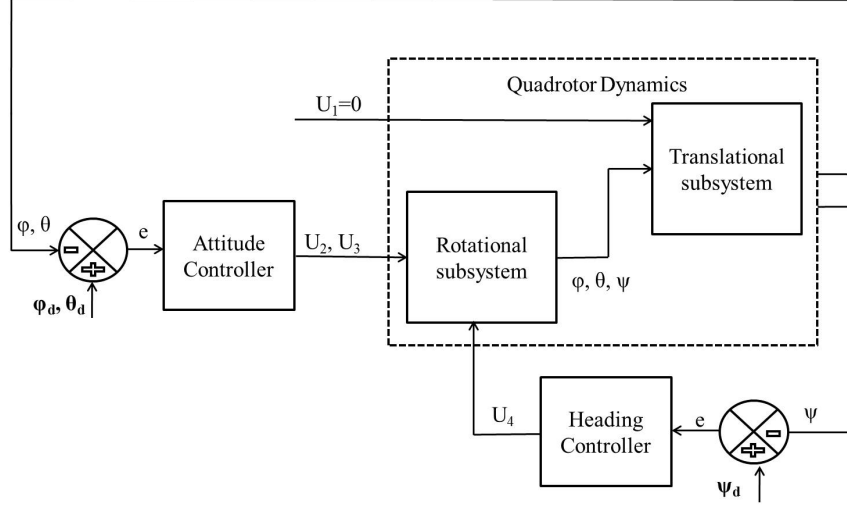 Quadrotor Dynamics
U₁=0
Translational
subsystem
φ, θ
e
Attitude
Controller
U₂, U₃
Rotational
subsystem
φ, θ, ψ
φd, θd
U₄
Heading
Controller
e
ψ
ψd